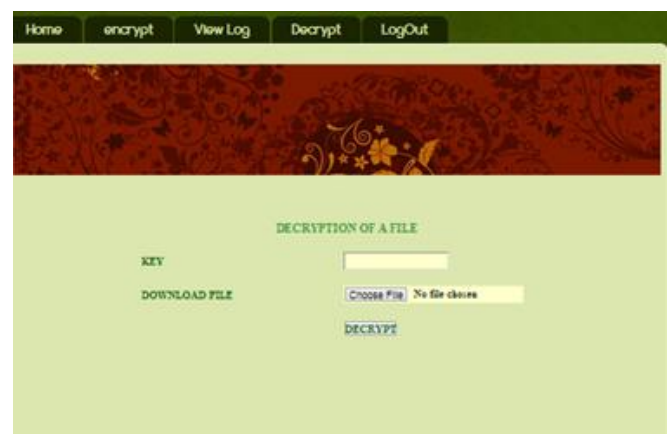 Home encrypt View Log Decrypt LogOut
DECRYPTION OF A FILE
KEY
DOWNLOAD FILE Choose File No file chosen
DECRYPT